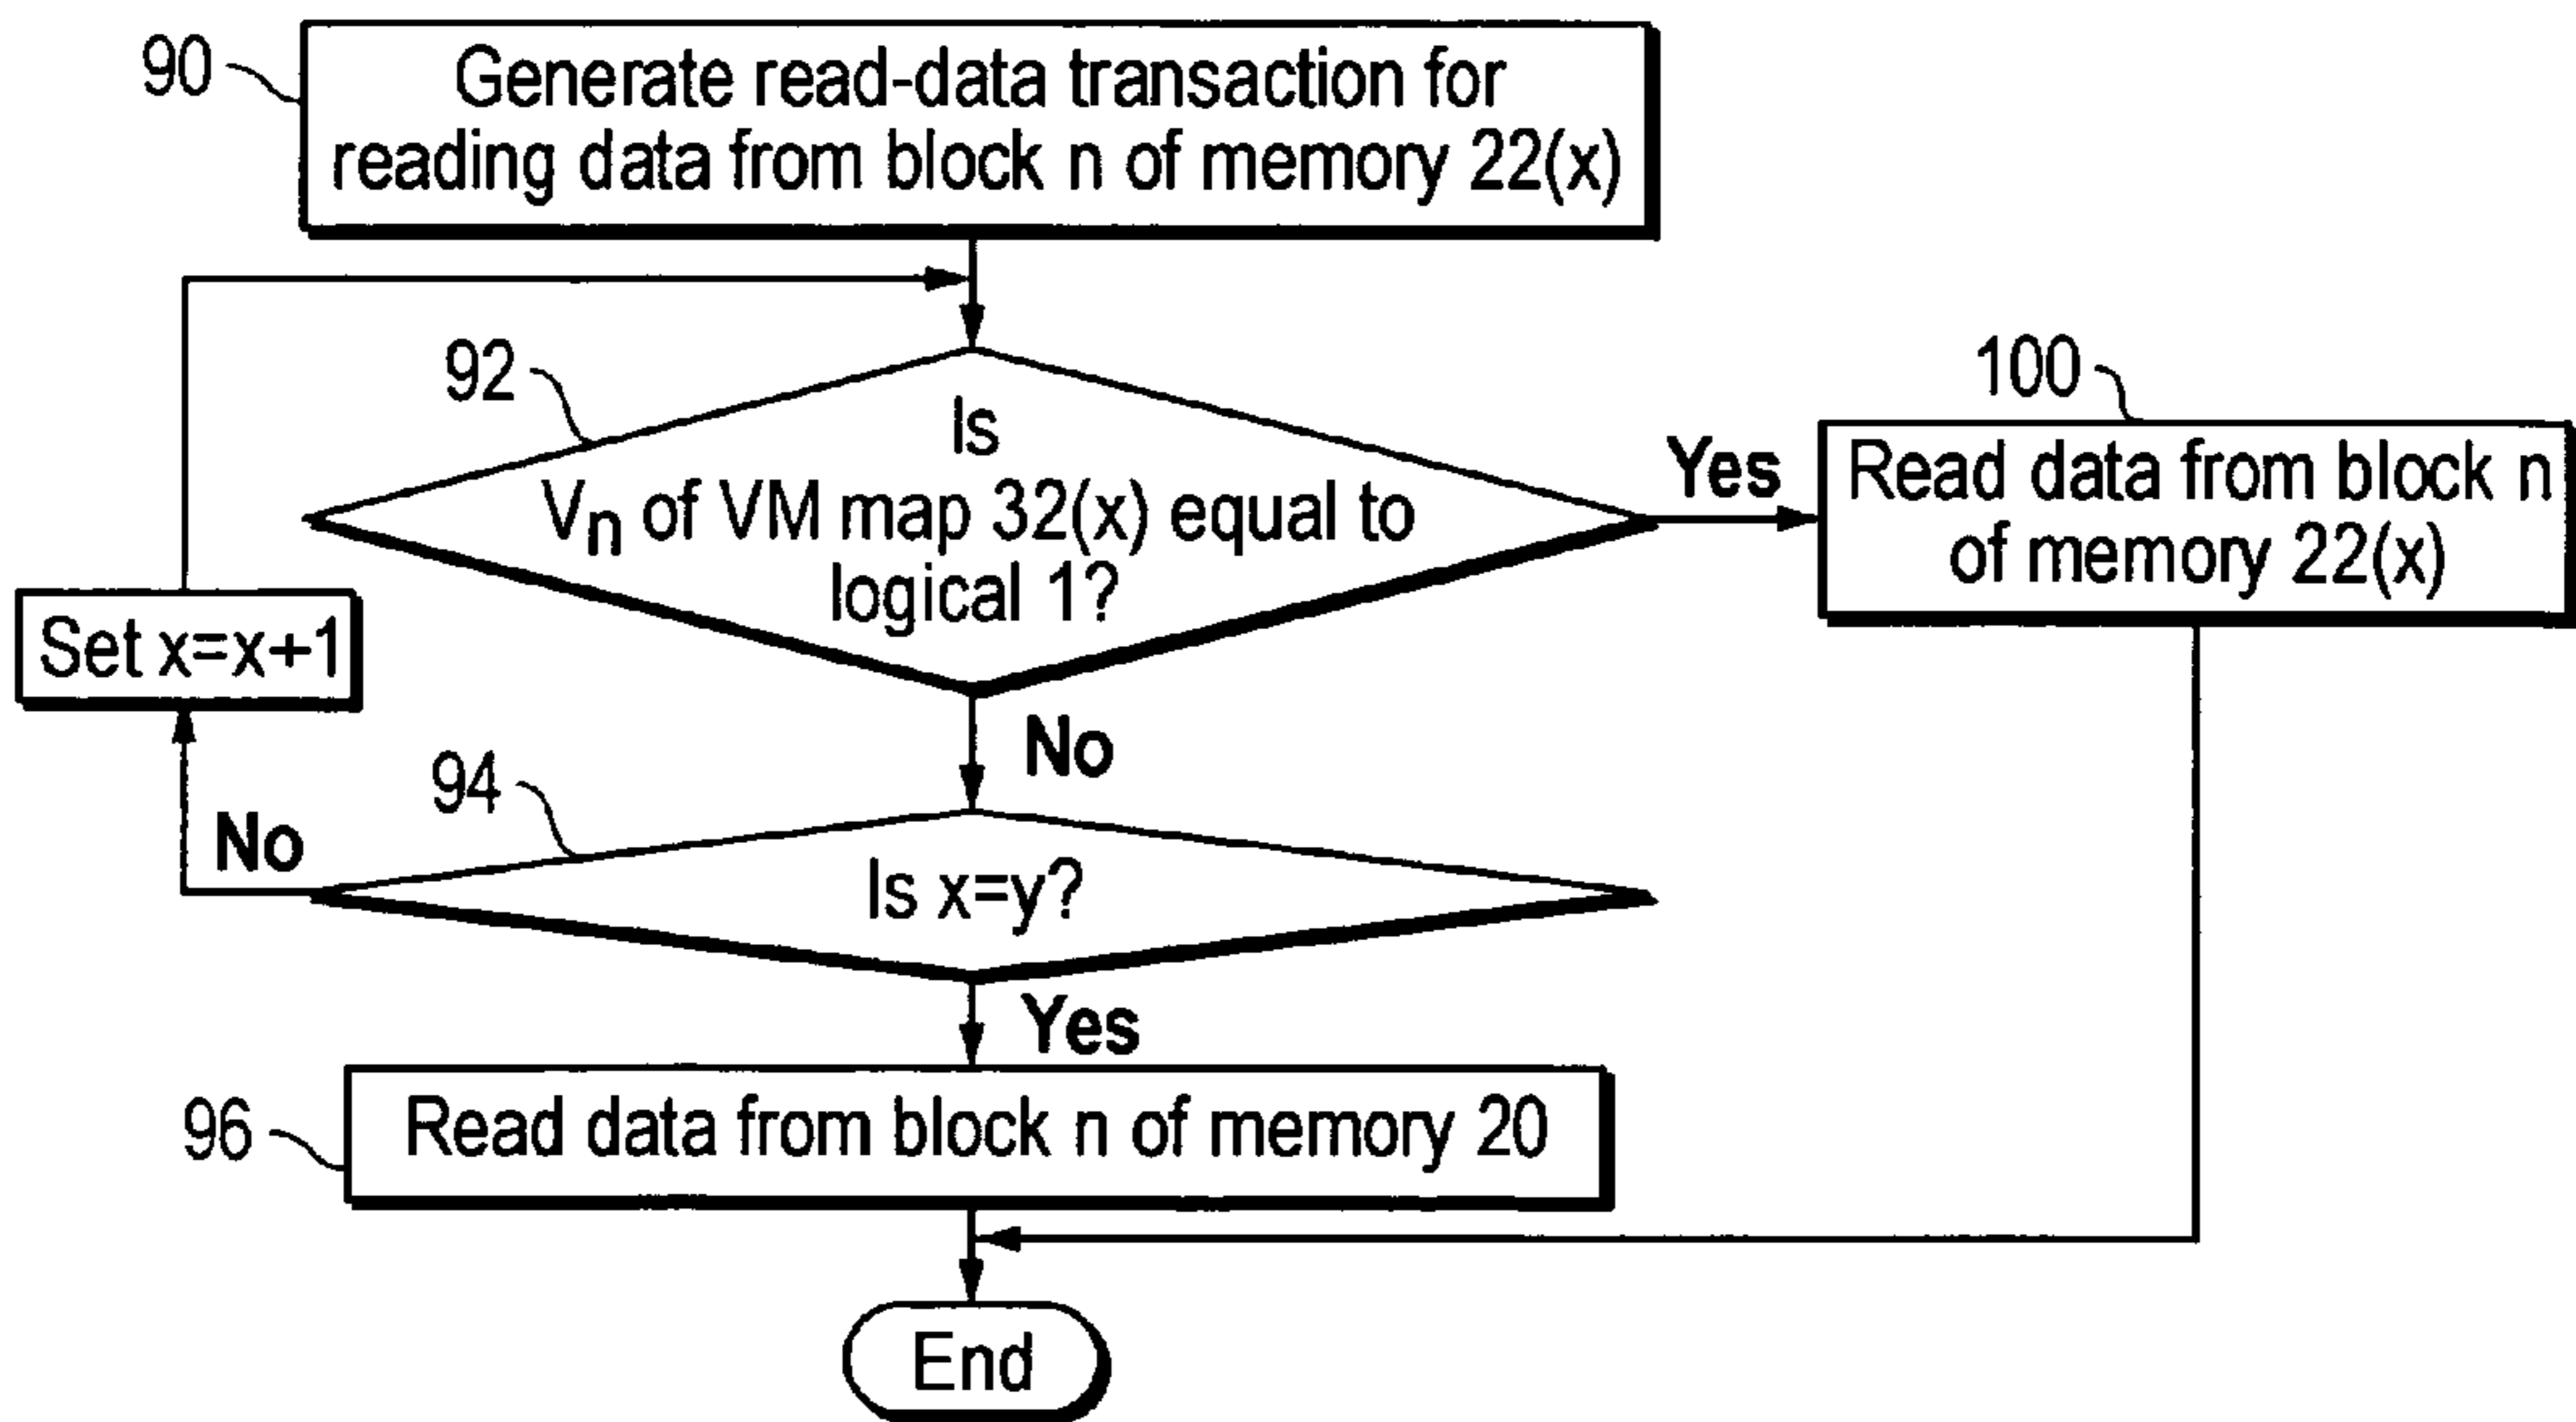 90
Generate read-data transaction for
reading data from block n of memory 22(x)
92
Is
Vn of VM map 32(x) equal to
logical 1?
Yes
100
Read data from block n
of memory 22(x)
Set x=x+1
No
94
No
Is x=y?
Yes
96
Read data from block n of memory 20
End